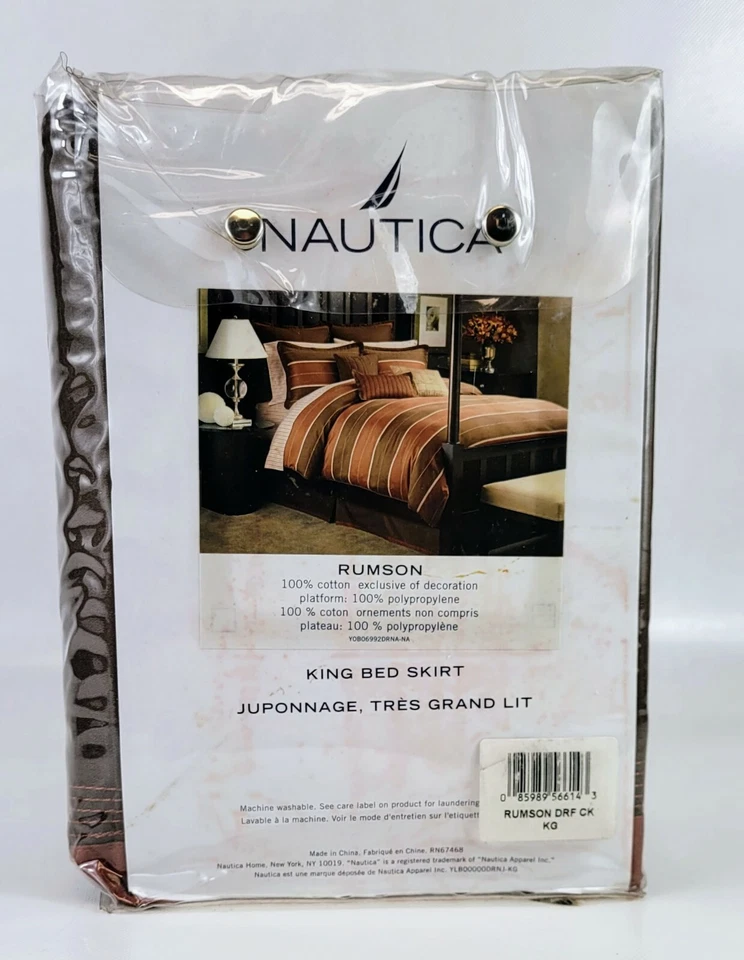 NAUTICA
RUMSON
100% cotton exclusive of decoration
platform: 100% polypropylene
100 % coton ornements non compris
plateau: 100 % polypropylène
YOB06992DRNA-NA
KING BED SKIRT
JUPONNAGE, TRÈS GRAND LIT
0 85989 56614 3
RUMSON DRF CK
KG
Machine washable. See care label on product for laundering
Lavable à la machine. Voir le mode d'entretien sur l'étiquett
Made in China, Fabriqué en Chine, RN67468
Nautica Home, New York, NY 10019. "Nautica" is a registered trademark of "Nautica Apparel Inc."
Nautica est une marque déposée de Nautica Apparel Inc. YLB000000RNJ-KG